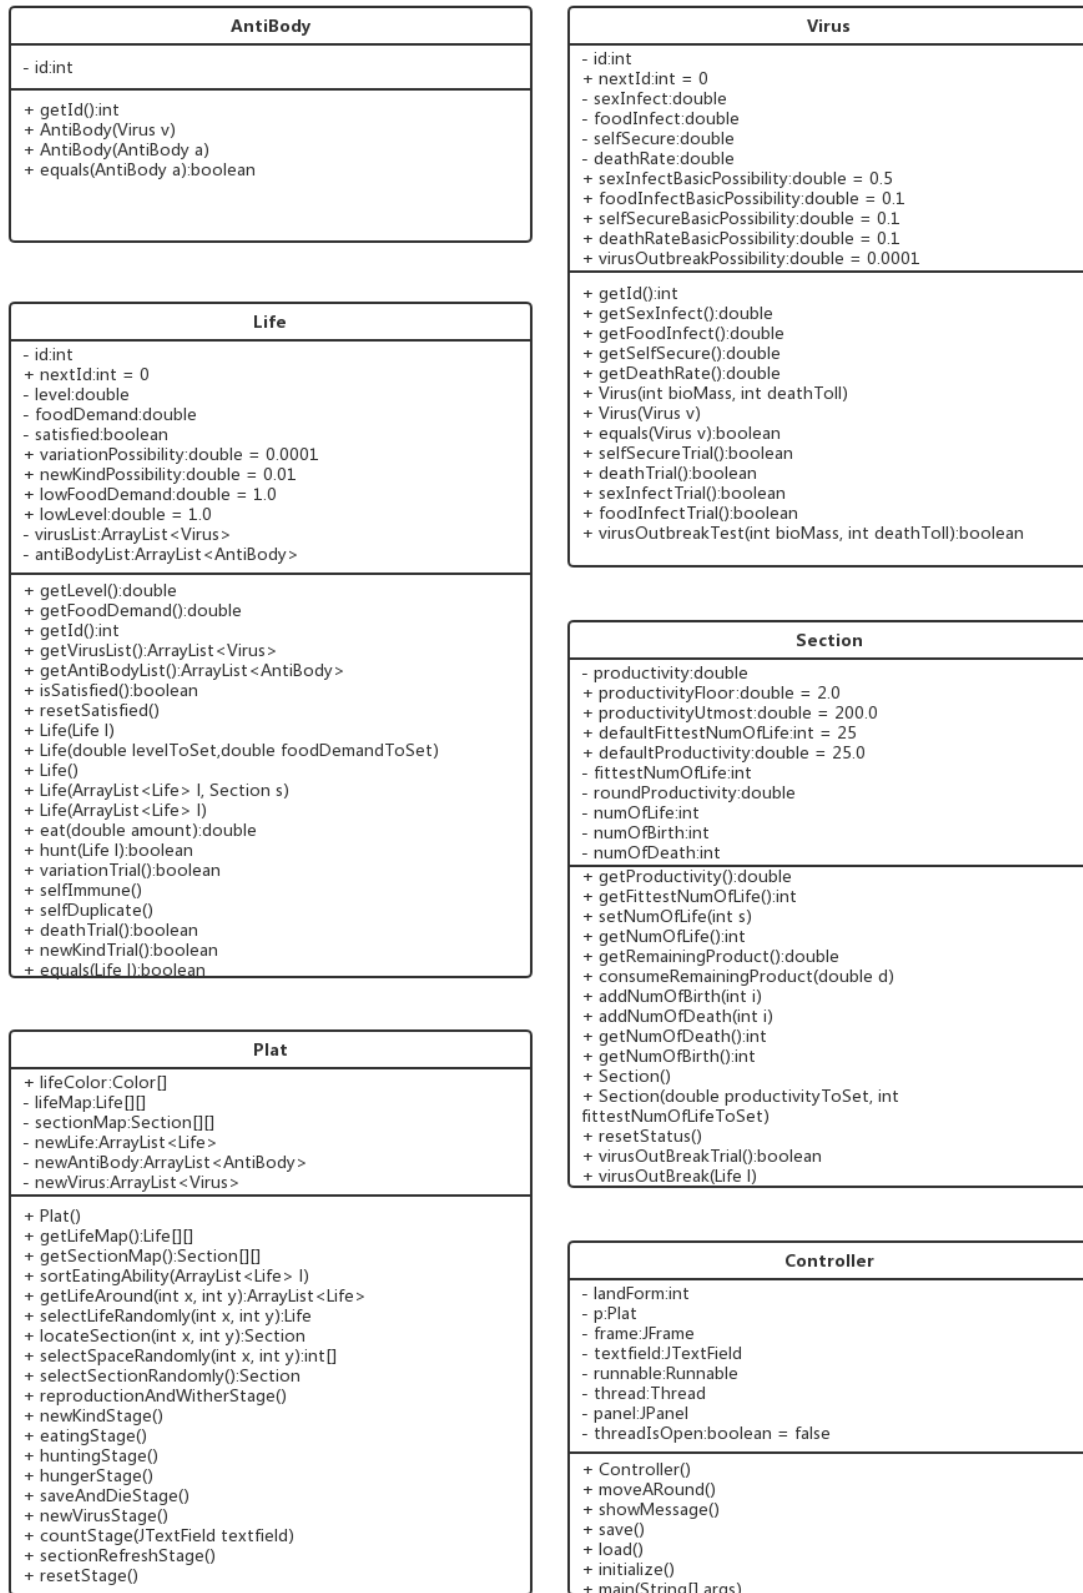 AntiBody
- id:int
+ getId():int
+ AntiBody(Virus v)
+ AntiBody(AntiBody a)
+ equals(AntiBody a):boolean
Life
- id:int
+ nextId:int = 0
- level:double
- foodDemand:double
- satisfied:boolean
+ variationPossibility:double = 0.0001
+ newKindPossibility:double = 0.01
+ lowFoodDemand:double = 1.0
+ lowLevel:double = 1.0
- virusList:ArrayList<Virus>
- antiBodyList:ArrayList<AntiBody>
+ getLevel():double
+ getFoodDemand():double
+ getId():int
+ getVirusList():ArrayList<Virus>
+ getAntiBodyList():ArrayList<AntiBody>
+ isSatisfied():boolean
+ resetSatisfied()
+ Life(Life l)
+ Life(double levelToSet,double foodDemandToSet)
+ Life()
+ Life(ArrayList<Life> l, Section s)
+ Life(ArrayList<Life> l)
+ eat(double amount):double
+ hunt(Life l):boolean
+ variationTrial():boolean
+ selfImmune()
+ selfDuplicate()
+ deathTrial():boolean
+ newKindTrial():boolean
+ equals(Life l):boolean
Plat
+ lifeColor:Color[]
- lifeMap:Life[][]
- sectionMap:Section[][]
- newLife:ArrayList<Life>
- newAntiBody:ArrayList<AntiBody>
- newVirus:ArrayList<Virus>
+ Plat()
+ getLifeMap():Life[][]
+ getSectionMap():Section[][]
+ sortEatingAbility(ArrayList<Life> l)
+ getLifeAround(int x, int y):ArrayList<Life>
+ selectLifeRandomly(int x, int y):Life
+ locateSection(int x, int y):Section
+ selectSpaceRandomly(int x, int y):int[]
+ selectSectionRandomly():Section
+ reproductionAndWitherStage()
+ newKindStage()
+ eatingStage()
+ huntingStage()
+ hungerStage()
+ saveAndDieStage()
+ newVirusStage()
+ countStage(JTextField textfield)
+ sectionRefreshStage()
+ resetStage()
Virus
- id:int
+ nextId:int = 0
- sexInfect:double
- foodInfect:double
- selfSecure:double
- deathRate:double
+ sexInfectBasicPossibility:double = 0.5
+ foodInfectBasicPossibility:double = 0.1
+ selfSecureBasicPossibility:double = 0.1
+ deathRateBasicPossibility:double = 0.1
+ virusOutbreakPossibility:double = 0.0001
+ getId():int
+ getSexInfect():double
+ getFoodInfect():double
+ getSelfSecure():double
+ getDeathRate():double
+ Virus(int bioMass, int deathToll)
+ Virus(Virus v)
+ equals(Virus v):boolean
+ selfSecureTrial():boolean
+ deathTrial():boolean
+ sexInfectTrial():boolean
+ foodInfectTrial():boolean
+ virusOutbreakTest(int bioMass, int deathToll):boolean
Section
- productivity:double
+ productivityFloor:double = 2.0
+ productivityUtmost:double = 200.0
+ defaultFittestNumOfLife:int = 25
+ defaultProductivity:double = 25.0
- fittestNumOfLife:int
- roundProductivity:double
- numOfLife:int
- numOfBirth:int
- numOfDeath:int
+ getProductivity():double
+ getFittestNumOfLife():int
+ setNumOfLife(int s)
+ getNumOfLife():int
+ getRemainingProduct():double
+ consumeRemainingProduct(double d)
+ addNumOfBirth(int i)
+ addNumOfDeath(int i)
+ getNumOfDeath():int
+ getNumOfBirth():int
+ Section()
+ Section(double productivityToSet, int
fittestNumOfLifeToSet)
+ resetStatus()
+ virusOutBreakTrial():boolean
+ virusOutBreak(Life l)
Controller
- landForm:int
- p:Plat
- frame:JFrame
- textfield:JTextField
- runnable:Runnable
- thread:Thread
- panel:JPanel
- threadIsOpen:boolean = false
+ Controller()
+ moveARound()
+ showMessage()
+ save()
+ load()
+ initialize()
+ main(String[] args)